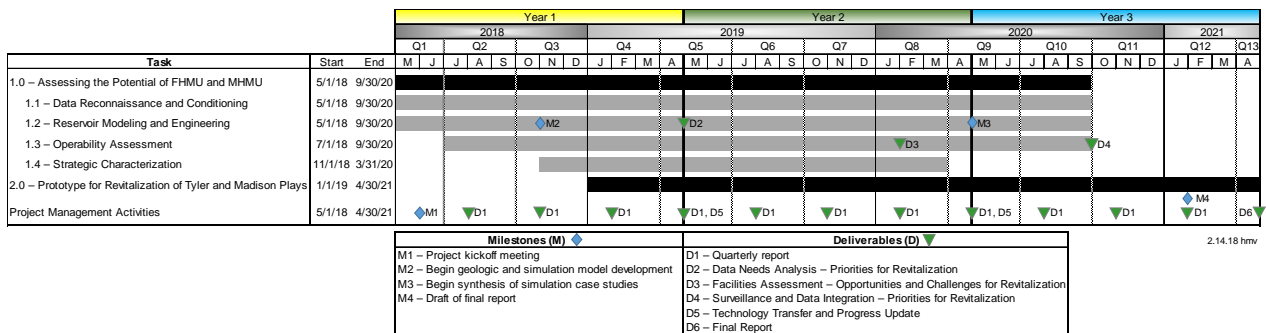 Year 1 Year 2 Year 3
2018 2019 2020 2021
Q1 Q2 Q3 Q4 Q5 Q6 Q7 Q8 Q9 Q10 Q11 Q12 Q13
Task Start End M J J A S O N D J F M A M J J A S O N D J F M A M J J A S O N D J F M A
1.0 – Assessing the Potential of FHMU and MHMU 5/1/18 9/30/20
1.1 – Data Reconnaissance and Conditioning 5/1/18 9/30/20
1.2 – Reservoir Modeling and Engineering 5/1/18 9/30/20 M2 D2 M3
1.3 – Operability Assessment 7/1/18 9/30/20 D3 D4
1.4 – Strategic Characterization 11/1/18 3/31/20
2.0 – Prototype for Revitalization of Tyler and Madison Plays 1/1/19 4/30/21
M4
Project Management Activities 5/1/18 4/30/21 M1 D1 D1 D1 D1, D5 D1 D1 D1 D1, D5 D1 D1 D1 D6
Milestones (M)
M1 – Project kickoff meeting
M2 – Begin geologic and simulation model development
M3 – Begin synthesis of simulation case studies
M4 – Draft of final report
Deliverables (D)
D1 – Quarterly report
D2 – Data Needs Analysis – Priorities for Revitalization
D3 – Facilities Assessment – Opportunities and Challenges for Revitalization
D4 – Surveillance and Data Integration – Priorities for Revitalization
D5 – Technology Transfer and Progress Update
D6 – Final Report
2.14.18 hmv